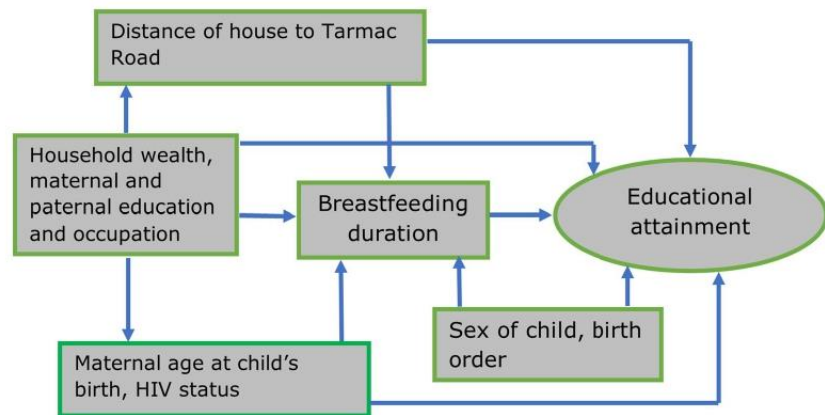 Distance of house to Tarmac
Road
Household wealth,
maternal and
paternal education
and occupation
Breastfeeding
duration
Educational
attainment
Sex of child, birth
order
Maternal age at child’s
birth, HIV status